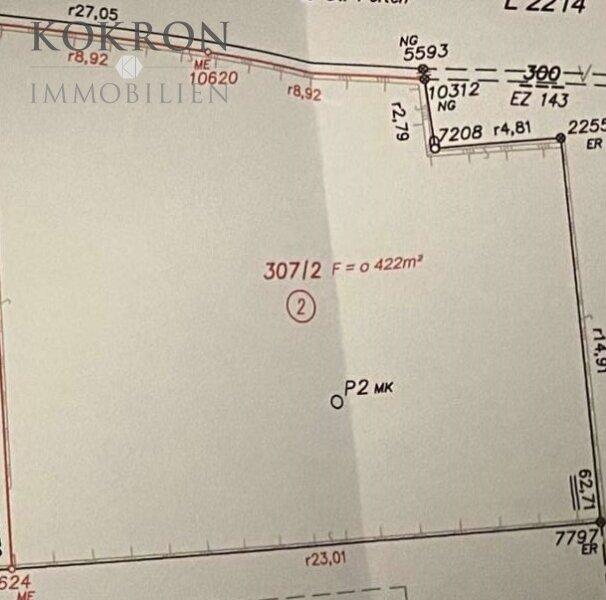 L 2214
r27,05
KOKRON
IMMOBILIEN
r8,92
ME
10620
r8,92
NG
5593
10312
NG
300
EZ 143
r2,79
7208
r4,81
2255
ER
307/2 F = o 422m²
2
r14,91
P2 MK
62,71
7797
ER
r23,01
624
ME